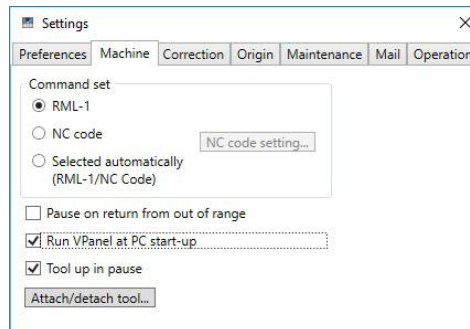 Settings
Preferences Machine Correction Origin Maintenance Mail Operation
Command set
RML-1
NC code
NC code setting...
Selected automatically
(RML-1/NC Code)
Pause on return from out of range
Run VPanel at PC start-up
Tool up in pause
Attach/detach tool...